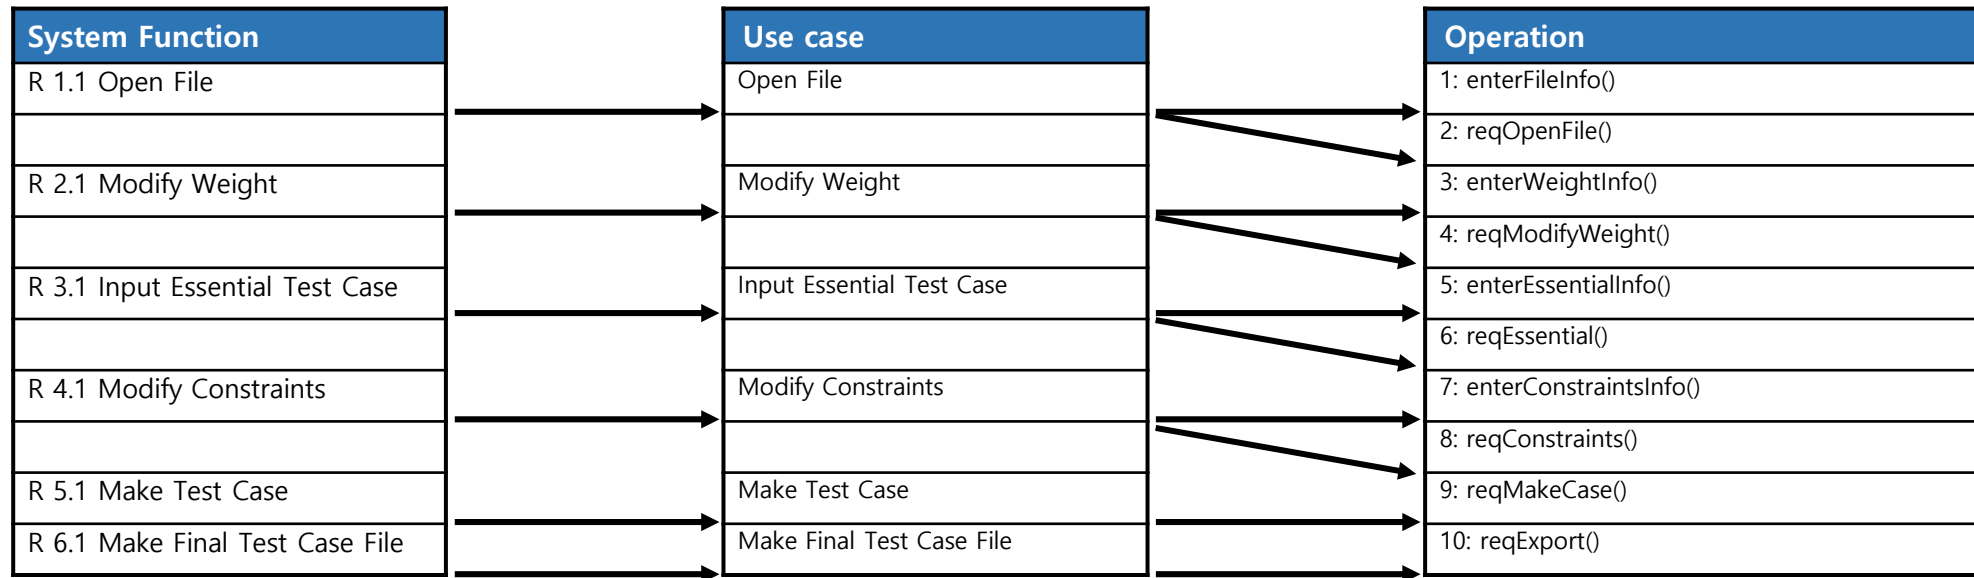 System Function
R 1.1 Open File
R 2.1 Modify Weight
R 3.1 Input Essential Test Case
R 4.1 Modify Constraints
R 5.1 Make Test Case
R 6.1 Make Final Test Case File
Use case
Open File
Modify Weight
Input Essential Test Case
Modify Constraints
Make Test Case
Make Final Test Case File
Operation
1: enterFileInfo()
2: reqOpenFile()
3: enterWeightInfo()
4: reqModifyWeight()
5: enterEssentialInfo()
6: reqEssential()
7: enterConstraintsInfo()
8: reqConstraints()
9: reqMakeCase()
10: reqExport()